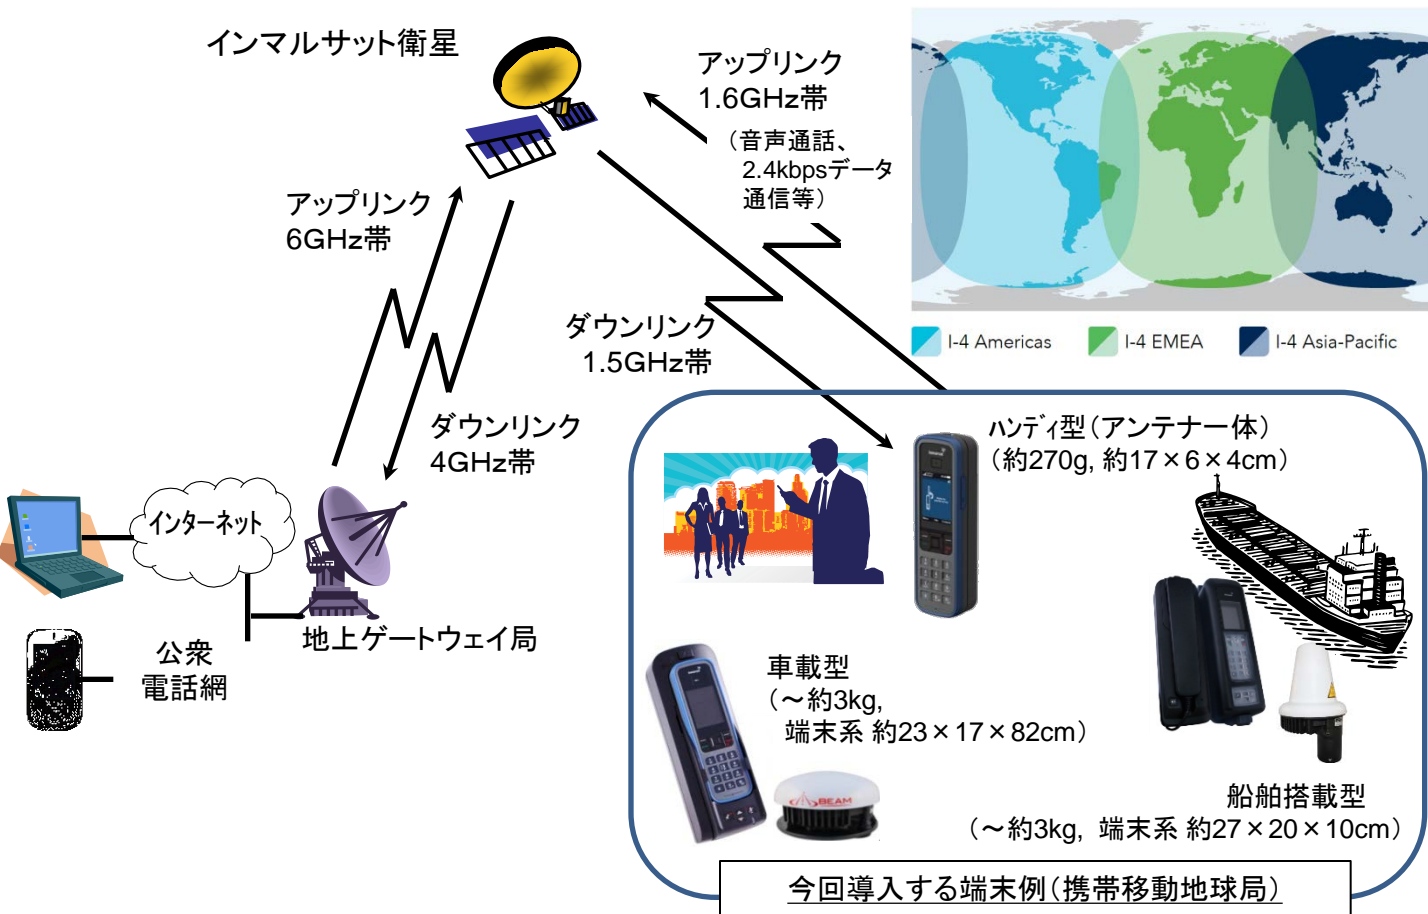 インマルサット衛星
アップリンク
1.6GHz帯
(音声通話、
2.4kbpsデータ
通信等)
アップリンク
6GHz帯
ダウンリンク
1.5GHz帯
I-4 Americas
I-4 EMEA
I-4 Asia-Pacific
ダウンリンク
4GHz帯
ハンディ型(アンテナ一体)
(約270g, 約17×6×4cm)
インターネット
地上ゲートウェイ局
公衆
電話網
車載型
(～約3kg,
端末系 約23×17×82cm)
BEAM
船舶搭載型
(～約3kg, 端末系 約27×20×10cm)
今回導入する端末例(携帯移動地球局)